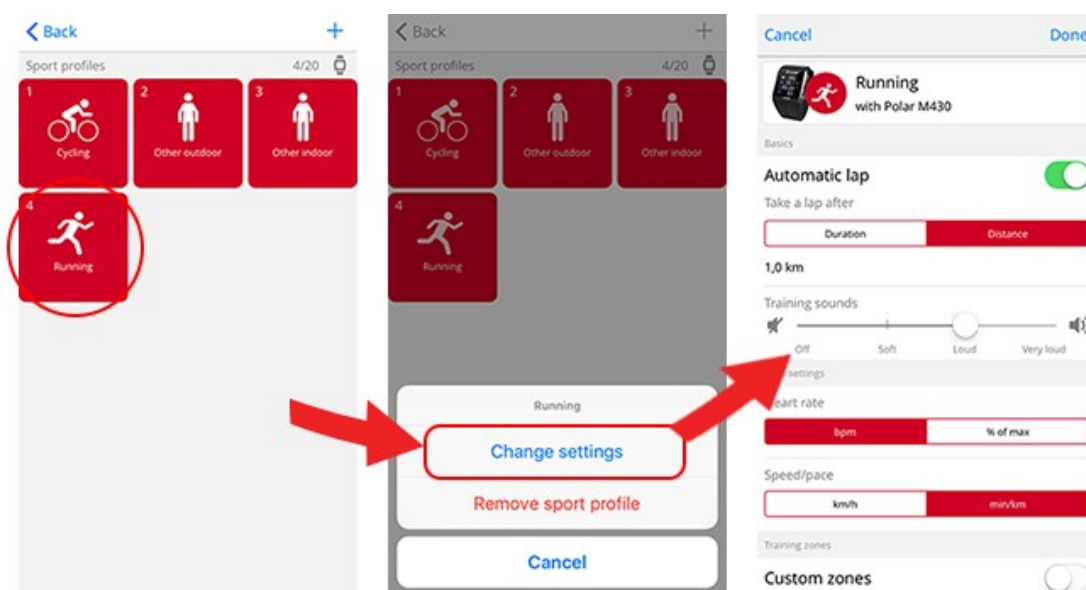 Back +
Sport profiles 4/20
1 2 3
Cycling Other outdoor Other indoor
4
Running
Back +
Sport profiles 4/20
1 2 3
Cycling Other outdoor Other indoor
4
Running
Running
Change settings
Remove sport profile
Cancel
Cancel Done
Running
with Polar M430
Basics
Automatic lap
Take a lap after
Duration Distance
1,0 km
Training sounds
Off Soft Loud Very loud
settings
eart rate
bpm % of max
Speed/pace
km/h min/km
Training zones
Custom zones